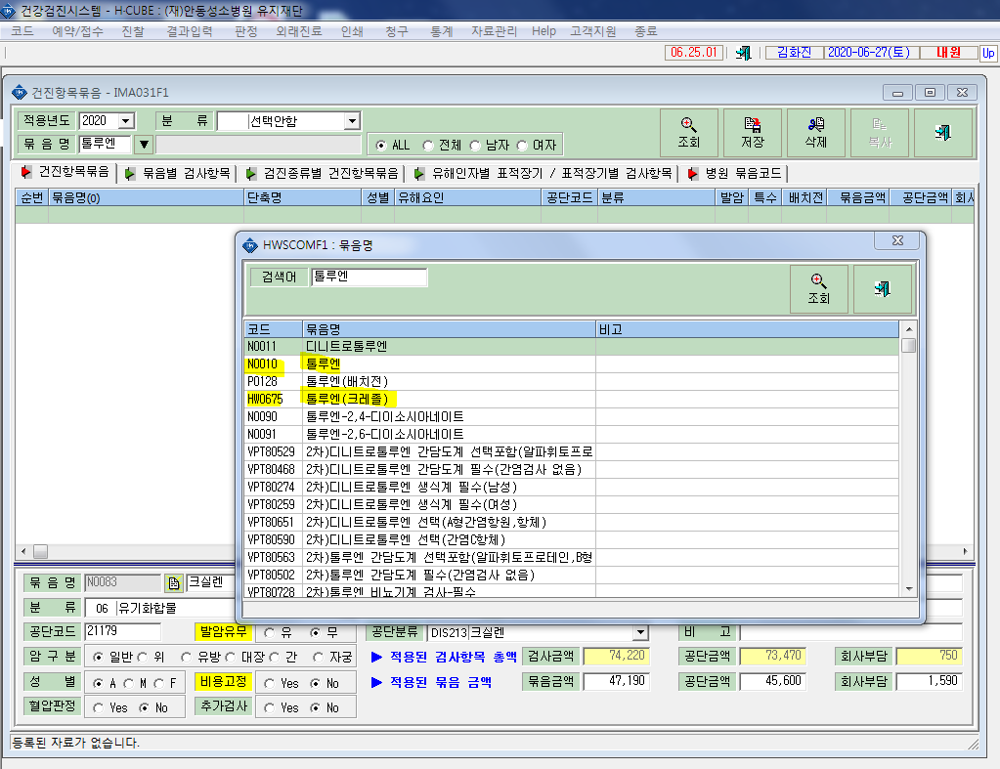 건강검진시스템 - H-CUBE : (재)안동성소병원 유지재단
코드 예약/접수 진찰 결과입력 판정 외래진료 인쇄 청구 통계 자료관리 Help 고객지원 종료
06.25.01 김화진 2020-06-27(토) 내원 Up
건진항목묶음 - IMA031F1
적용년도 2020 분 류 선택안함
묶 음 명 톨루엔 ALL 전체 남자 여자
조회 저장 삭제 복사
건진항목묶음 묶음별 검사항목 검진종류별 건진항목묶음 유해인자별 표적장기 / 표적장기별 검사항목 병원 묶음코드
순번 묶음명(0) 단축명 성별 유해요인 공단코드 분류 발암 특수 배치전 묶음금액 공단금액 회사
HWSCOMF1 : 묶음명
검색어 톨루엔
조회
코드 묶음명 비고
N0011 디니트로톨루엔
N0010 톨루엔
P0128 톨루엔(배치전)
HW0675 톨루엔(크레졸)
N0090 톨루엔-2,4-디이소시아네이트
N0091 톨루엔-2,6-디이소시아네이트
YPT80529 2차)디니트로톨루엔 간담도계 선택포함(알파휘토프로
YPT80468 2차)디니트로톨루엔 간담도계 필수(간염검사 없음)
YPT80274 2차)디니트로톨루엔 생식계 필수(남성)
YPT80259 2차)디니트로톨루엔 생식계 필수(여성)
YPT80651 2차)디니트로톨루엔 선택(A형간염항원,항체)
YPT80590 2차)디니트로톨루엔 선택(간염C항체)
YPT80563 2차)톨루엔 간담도계 선택포함(알파휘토프로테인,B형
YPT80502 2차)톨루엔 간담도계 필수(간염검사 없음)
YPT80728 2차)톨루엔 비뇨기계 검사-필수
묶 음 명 N0083 크실렌
분 류 06 유기화합물
공단코드 21179 발암유무 유 무 공단분류 DIS213 크실렌 비 고
암 구 분 일반 위 유방 대장 간 자궁 ▶ 적용된 검사항목 총액 검사금액 74,220 공단금액 73,470 회사부담 750
성 별 A M F 비용고정 Yes No ▶ 적용된 묶음 금액 묶음금액 47,190 공단금액 45,600 회사부담 1,590
혈압판정 Yes No 추가검사 Yes No
등록된 자료가 없습니다.